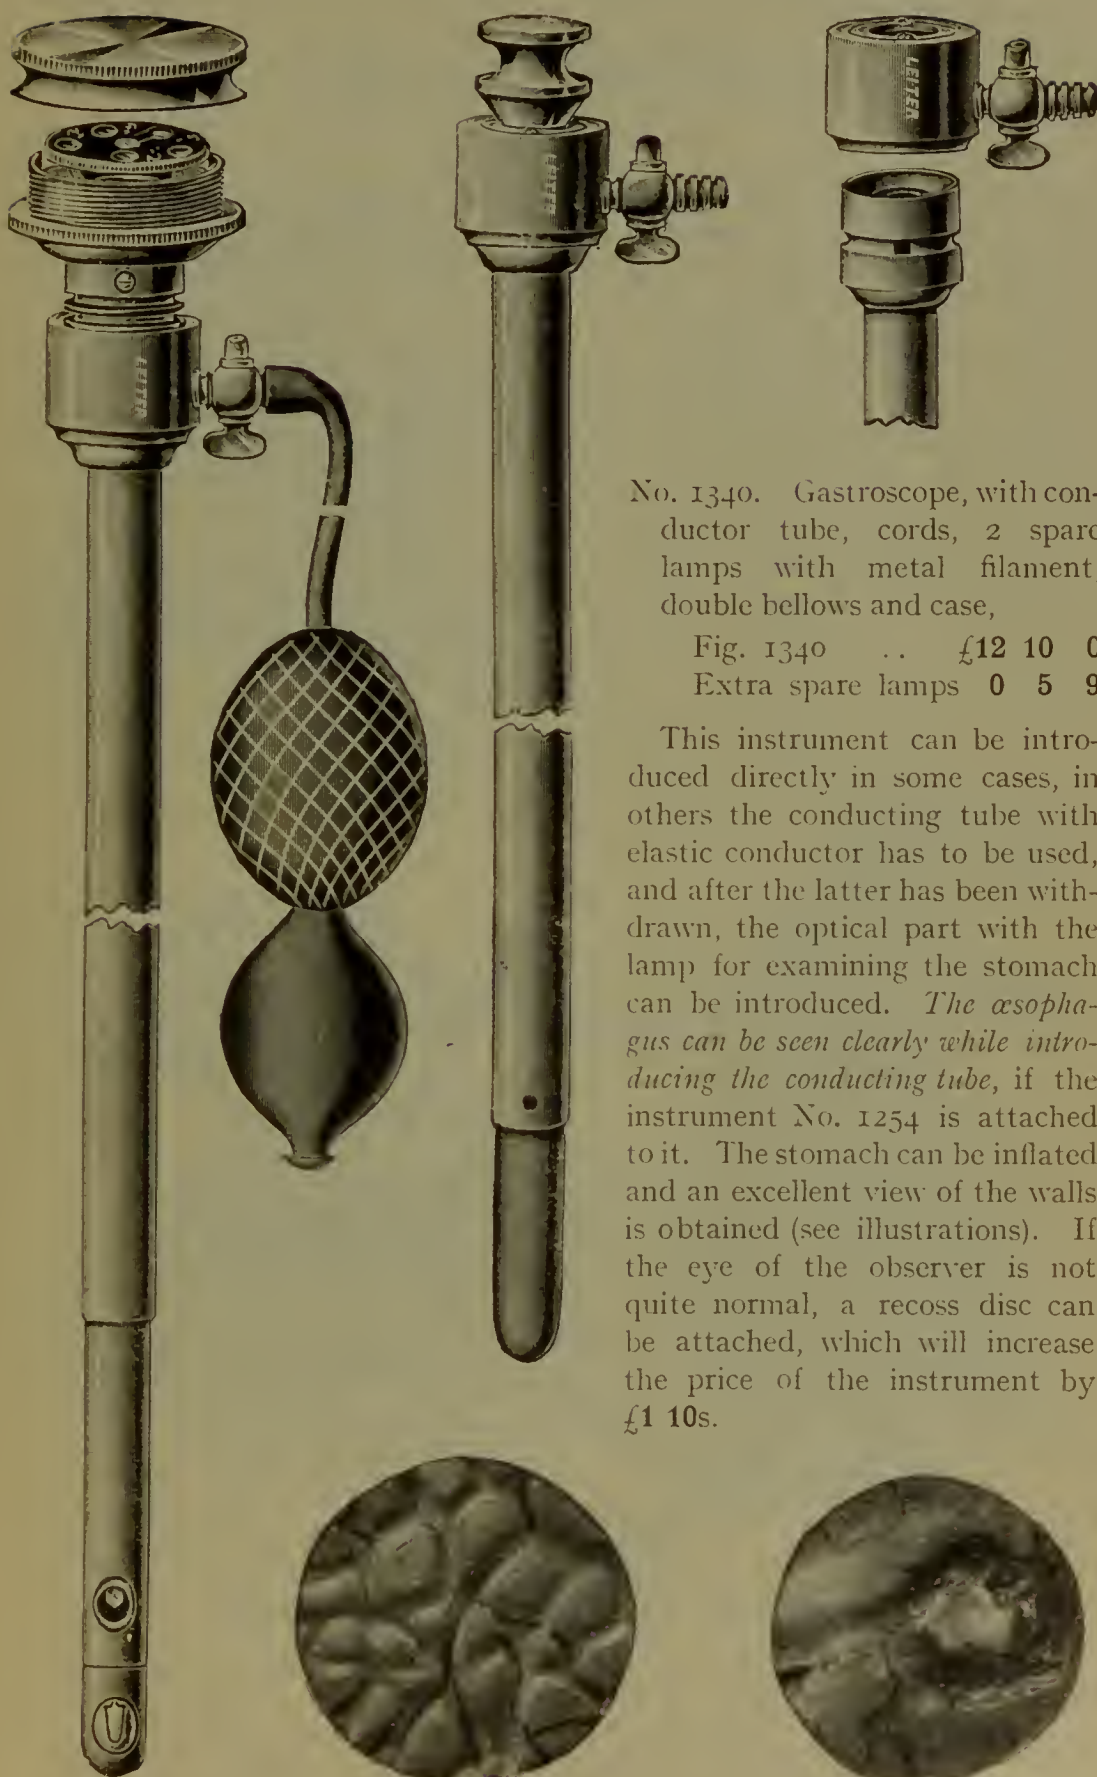 LEITER
No. 1340. Gastroscope, with con-
ductor tube, cords, 2 spare
lamps with metal filament,
double bellows and case,
Fig. 1340 .. £12 10 0
Extra spare lamps 0 5 9
This instrument can be intro-
duced directly in some cases, in
others the conducting tube with
elastic conductor has to be used,
and after the latter has been with-
drawn, the optical part with the
lamp for examining the stomach
can be introduced. The œsopha-
gus can be seen clearly while intro-
ducing the conducting tube, if the
instrument No. 1254 is attached
to it. The stomach can be inflated
and an excellent view of the walls
is obtained (see illustrations). If
the eye of the observer is not
quite normal, a recoss disc can
be attached, which will increase
the price of the instrument by
£1 10s.